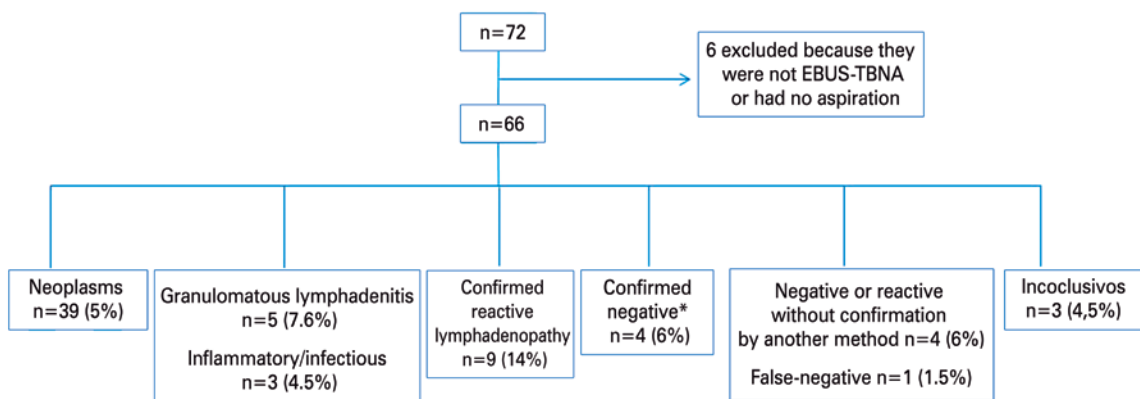 n=72
6 excluded because they
were not EBUS-TBNA
or had no aspiration
n=66
Neoplasms
n=39 (5%)
Granulomatous lymphadenitis
n=5 (7.6%)
Inflammatory/infectious
n=3 (4.5%)
Confirmed
reactive
lymphadenopathy
n=9 (14%)
Confirmed
negative*
n=4 (6%)
Negative or reactive
without confirmation
by another method n=4 (6%)
False-negative n=1 (1.5%)
Incoclusivos
n=3 (4,5%)